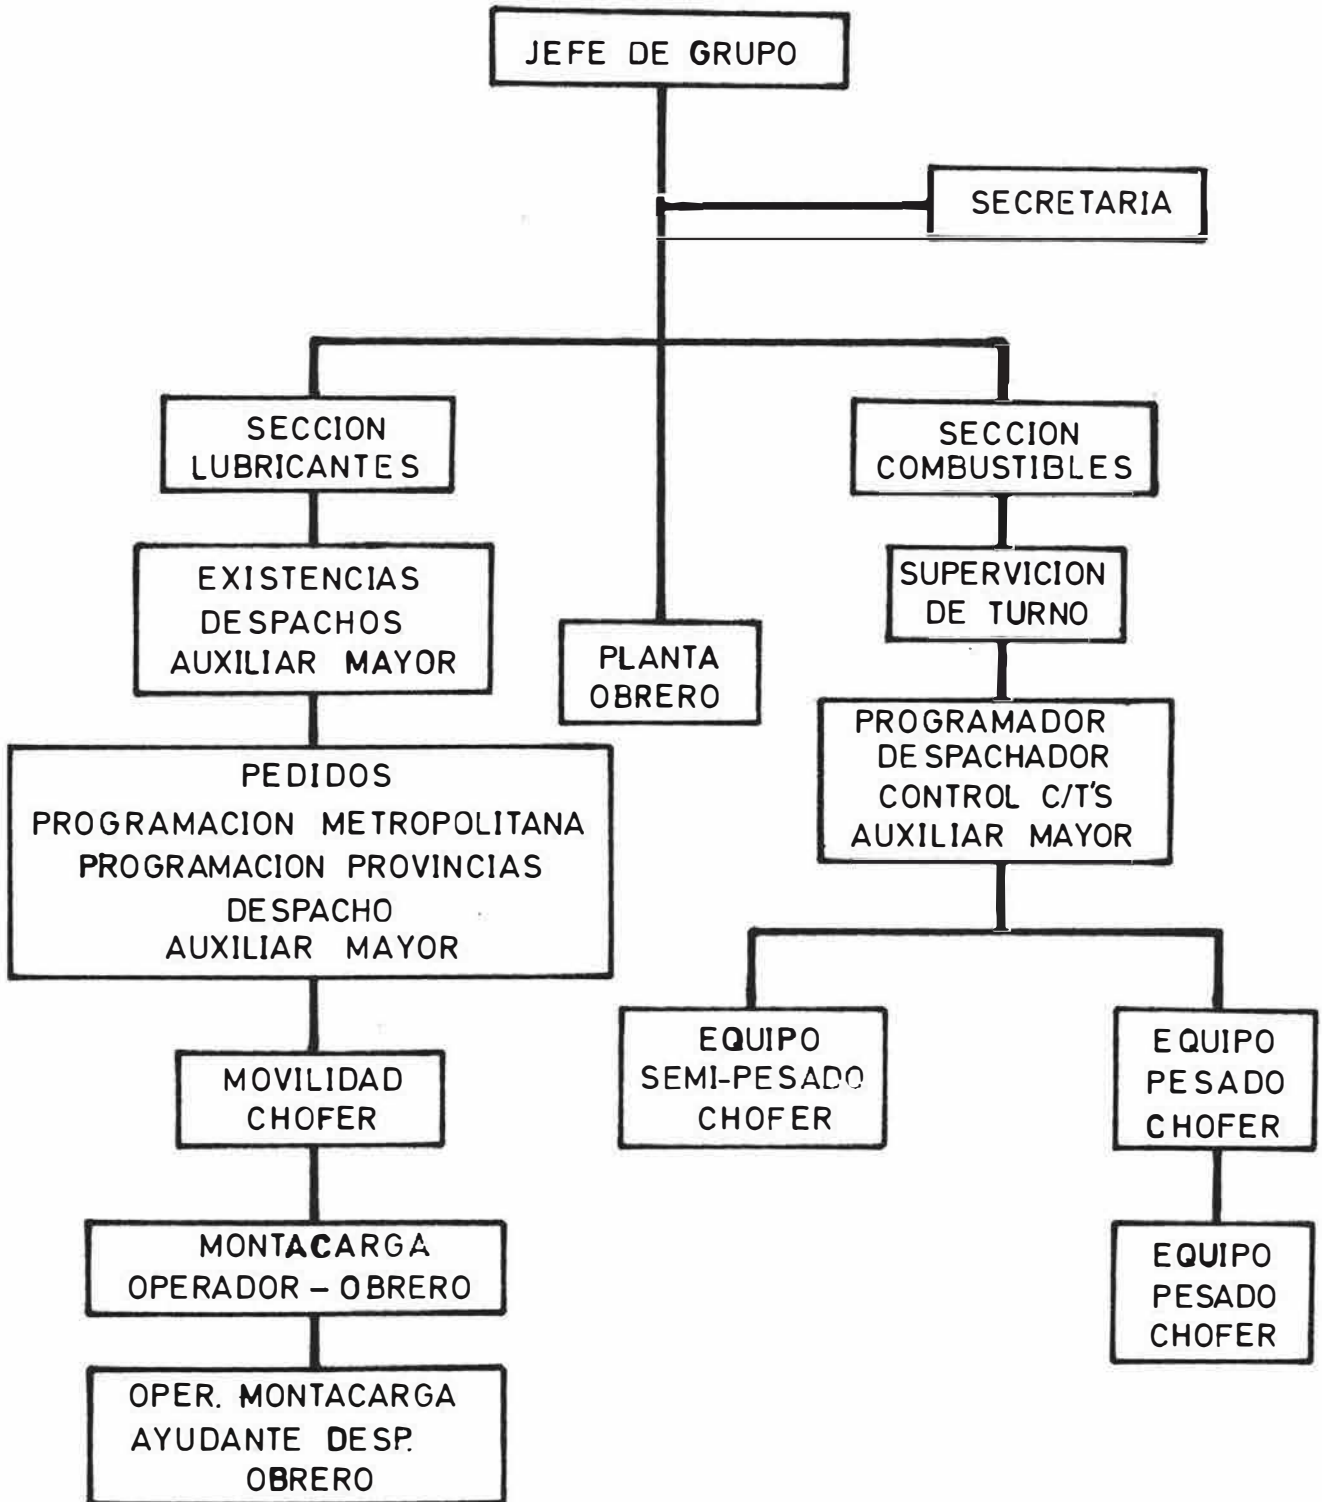 JEFE DE GRUPO
SECRETARIA
SECCION
LUBRICANTES
SECCION
COMBUSTIBLES
EXISTENCIAS
DESPACHOS
AUXILIAR MAYOR
SUPERVICION
DE TURNO
PLANTA
OBRERO
PEDIDOS
PROGRAMACION METROPOLITANA
PROGRAMACION PROVINCIAS
DESPACHO
AUXILIAR MAYOR
PROGRAMADOR
DESPACHADOR
CONTROL C/T'S
AUXILIAR MAYOR
MOVILIDAD
CHOFER
EQUIPO
SEMI-PESADO
CHOFER
EQUIPO
PESADO
CHOFER
MONTACARGA
OPERADOR - OBRERO
EQUIPO
PESADO
CHOFER
OPER. MONTACARGA
AYUDANTE DESP.
OBRERO